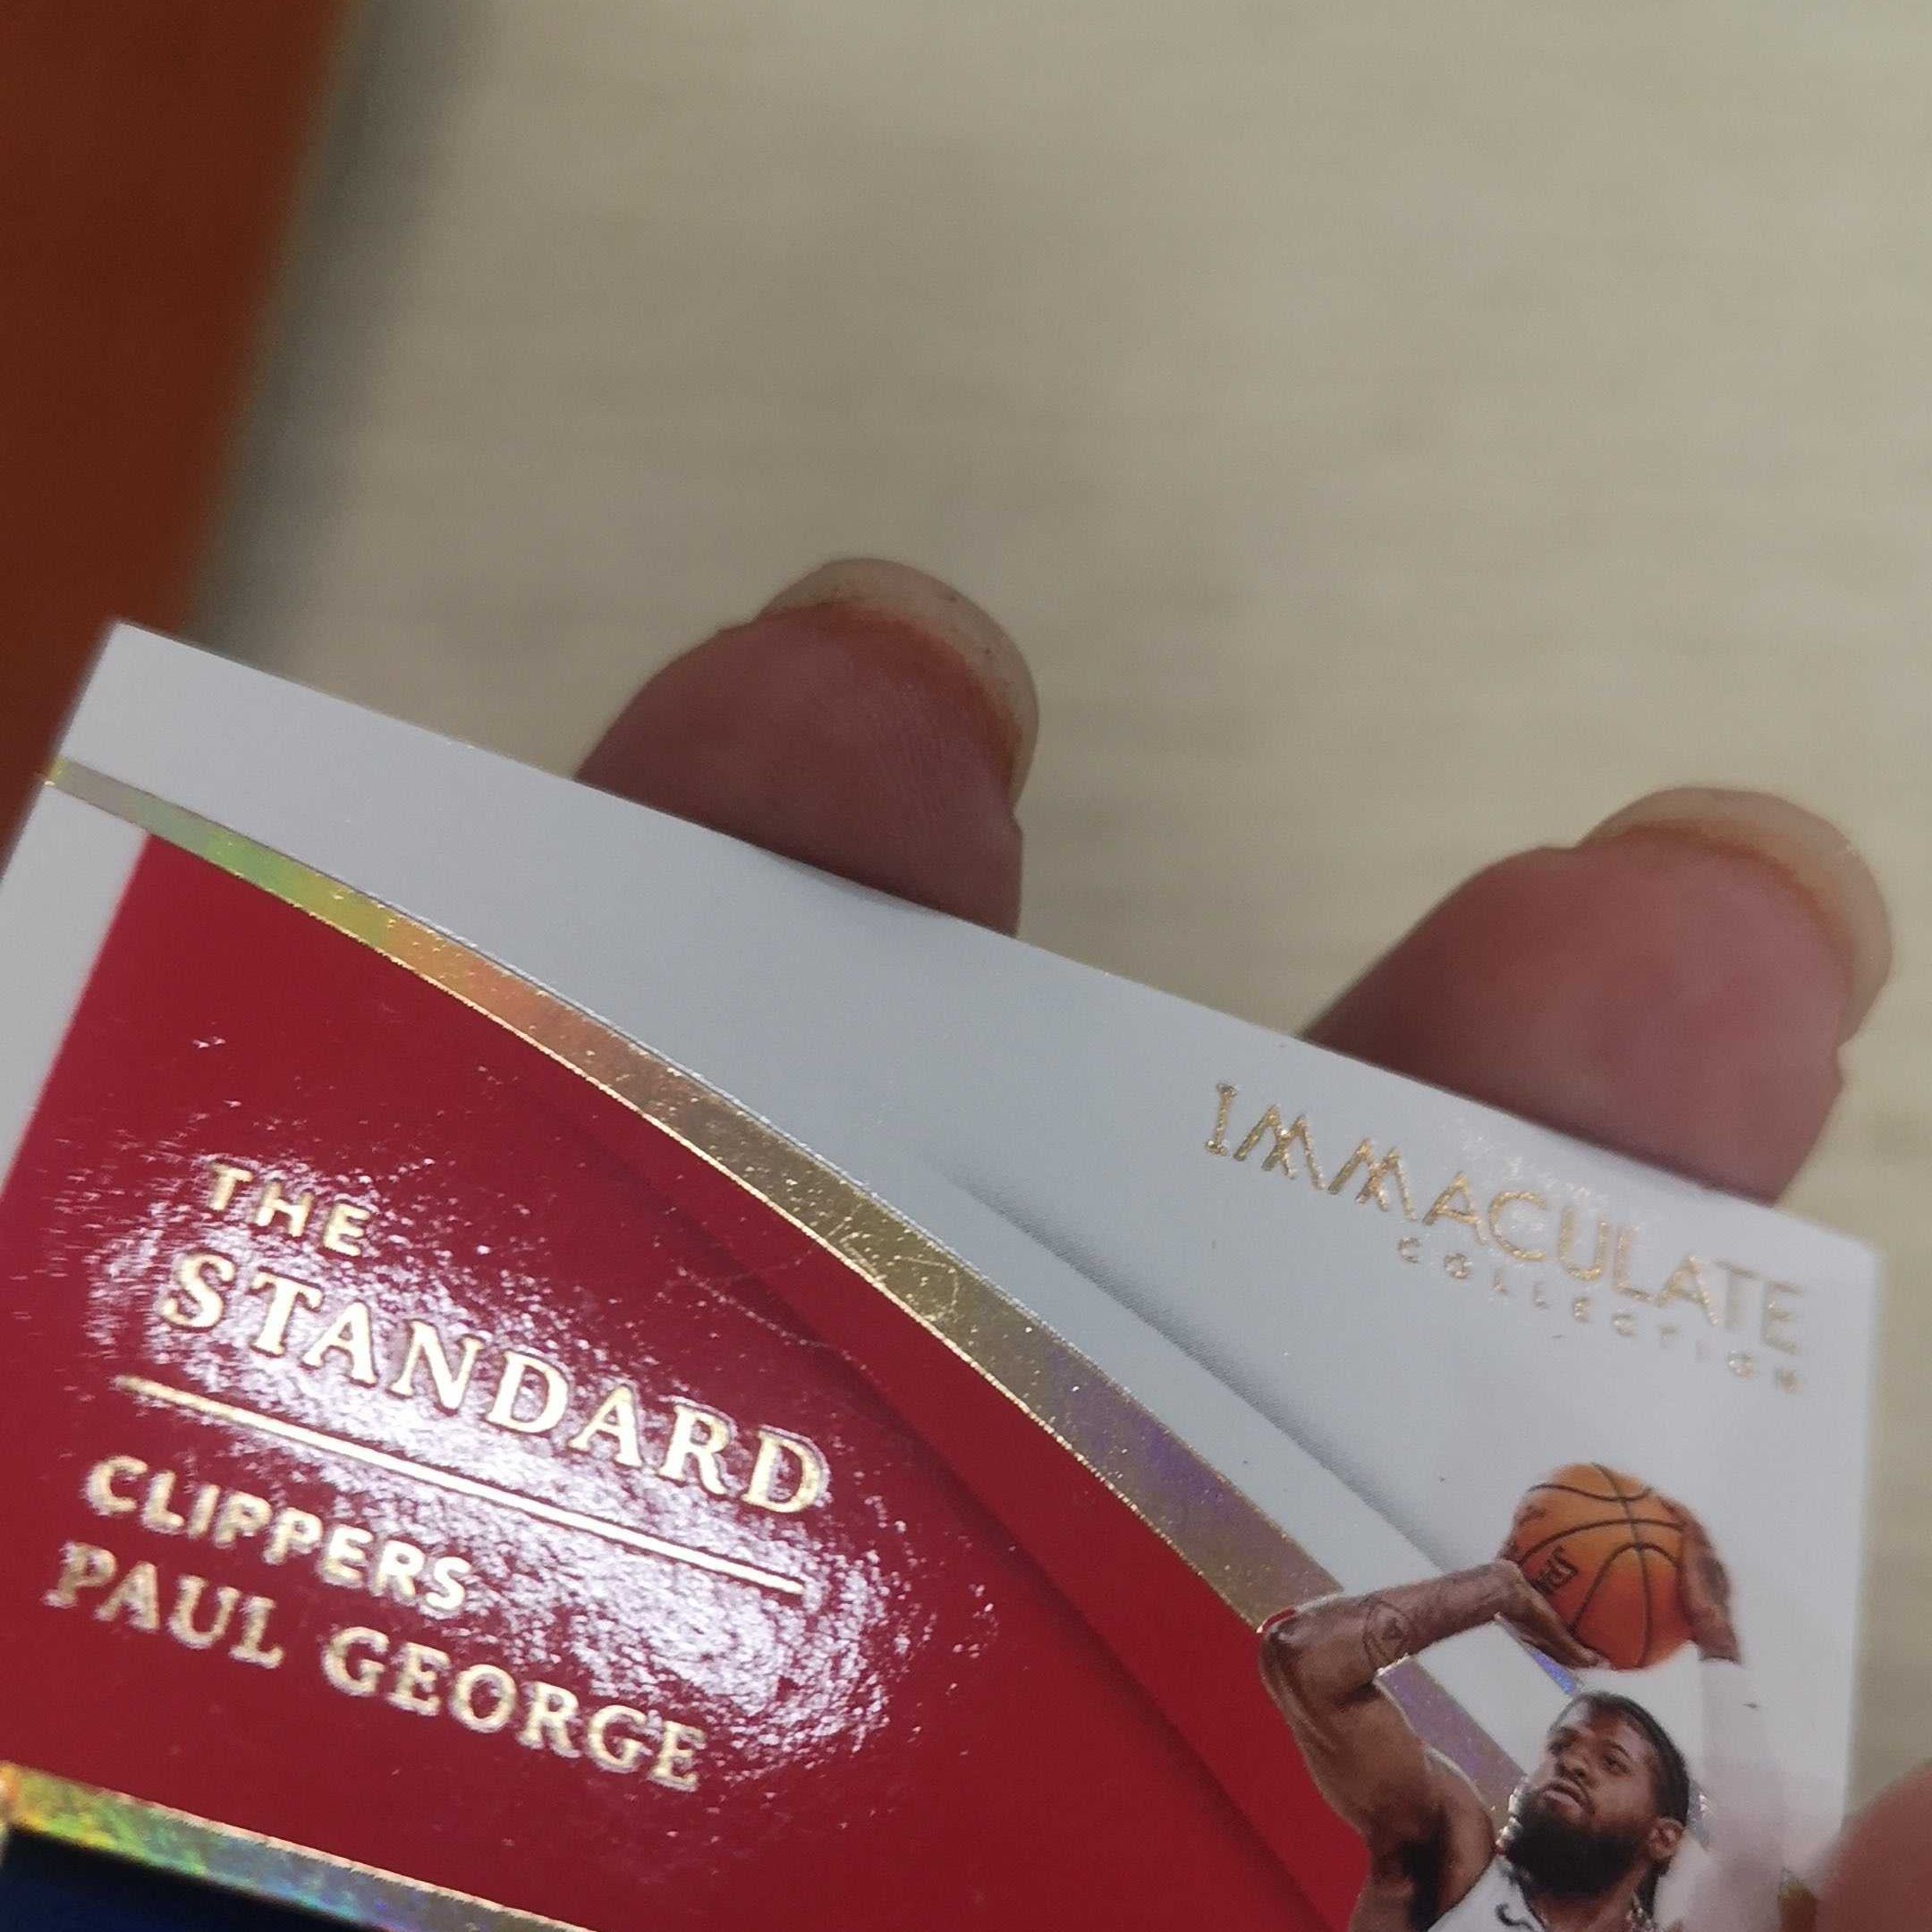 IMMACULATE
COLLECTION
THE
STANDARD
CLIPPERS
PAUL GEORGE